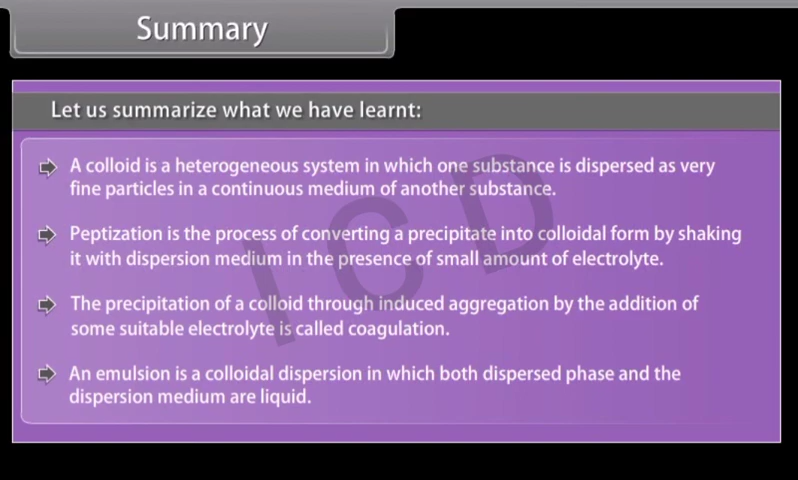 Summary
Let us summarize what we have learnt:
A colloid is a heterogeneous system in which one substance is dispersed as very
fine particles in a continuous medium of another substance.
Peptization is the process of converting a precipitate into colloidal form by shaking
it with dispersion medium in the presence of small amount of electrolyte.
The precipitation of a colloid through induced aggregation by the addition of
some suitable electrolyte is called coagulation.
An emulsion is a colloidal dispersion in which both dispersed phase and the
dispersion medium are liquid.
ICD